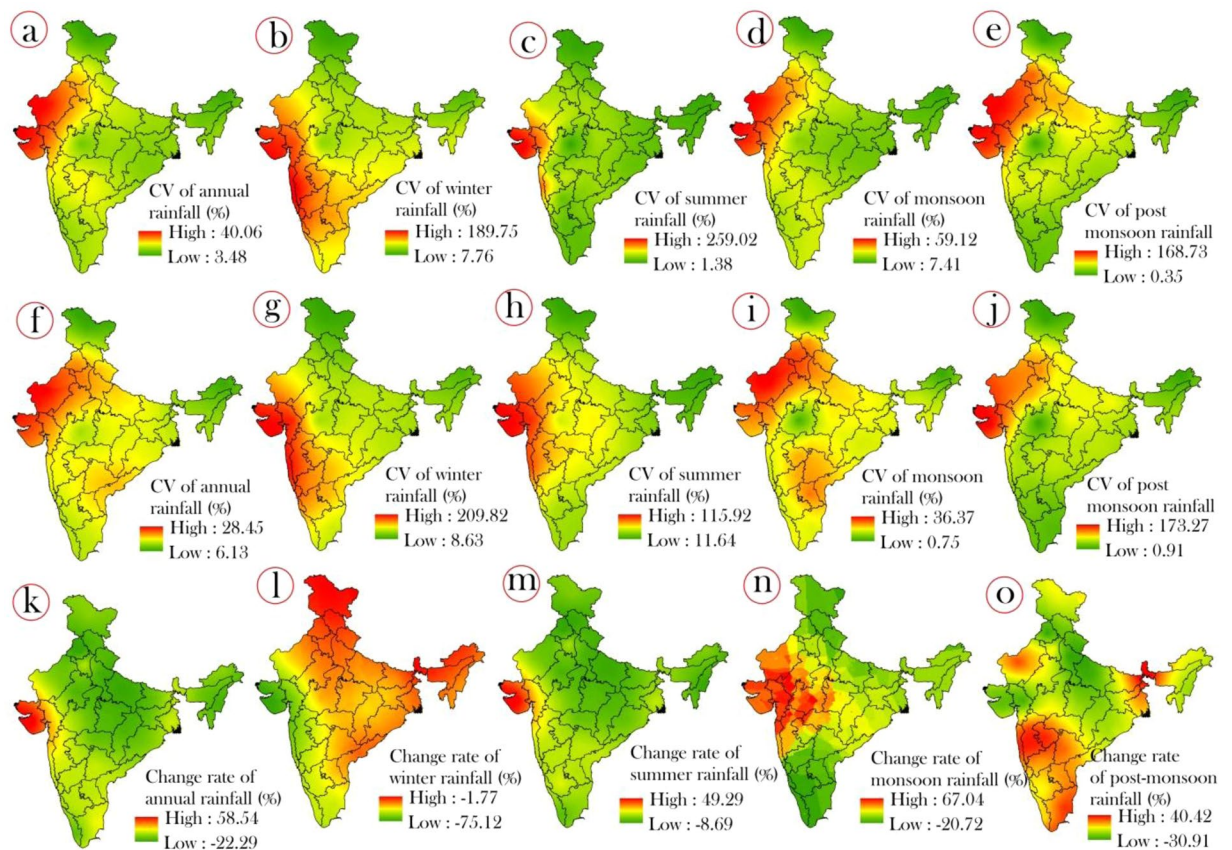 a
b
c
d
e
CV of annual
rainfall (%)
High : 40.06
Low : 3.48
CV of winter
rainfall (%)
High : 189.75
Low : 7.76
CV of summer
rainfall (%)
High : 259.02
Low : 1.38
CV of monsoon
rainfall (%)
High : 59.12
Low : 7.41
CV of post
monsoon rainfall
High : 168.73
Low : 0.35
f
g
h
i
j
CV of annual
rainfall (%)
High : 28.45
Low : 6.13
CV of winter
rainfall (%)
High : 209.82
Low : 8.63
CV of summer
rainfall (%)
High : 115.92
Low : 11.64
CV of monsoon
rainfall (%)
High : 36.37
Low : 0.75
CV of post
monsoon rainfall
High : 173.27
Low : 0.91
k
l
m
n
o
Change rate of
annual rainfall (%)
High : 58.54
Low : -22.29
Change rate of
winter rainfall (%)
High : -1.77
Low : -75.12
Change rate of
summer rainfall (%)
High : 49.29
Low : -8.69
Change rate of
monsoon rainfall (%)
High : 67.04
Low : -20.72
Change rate
of post-monsoon
rainfall (%)
High : 40.42
Low : -30.91